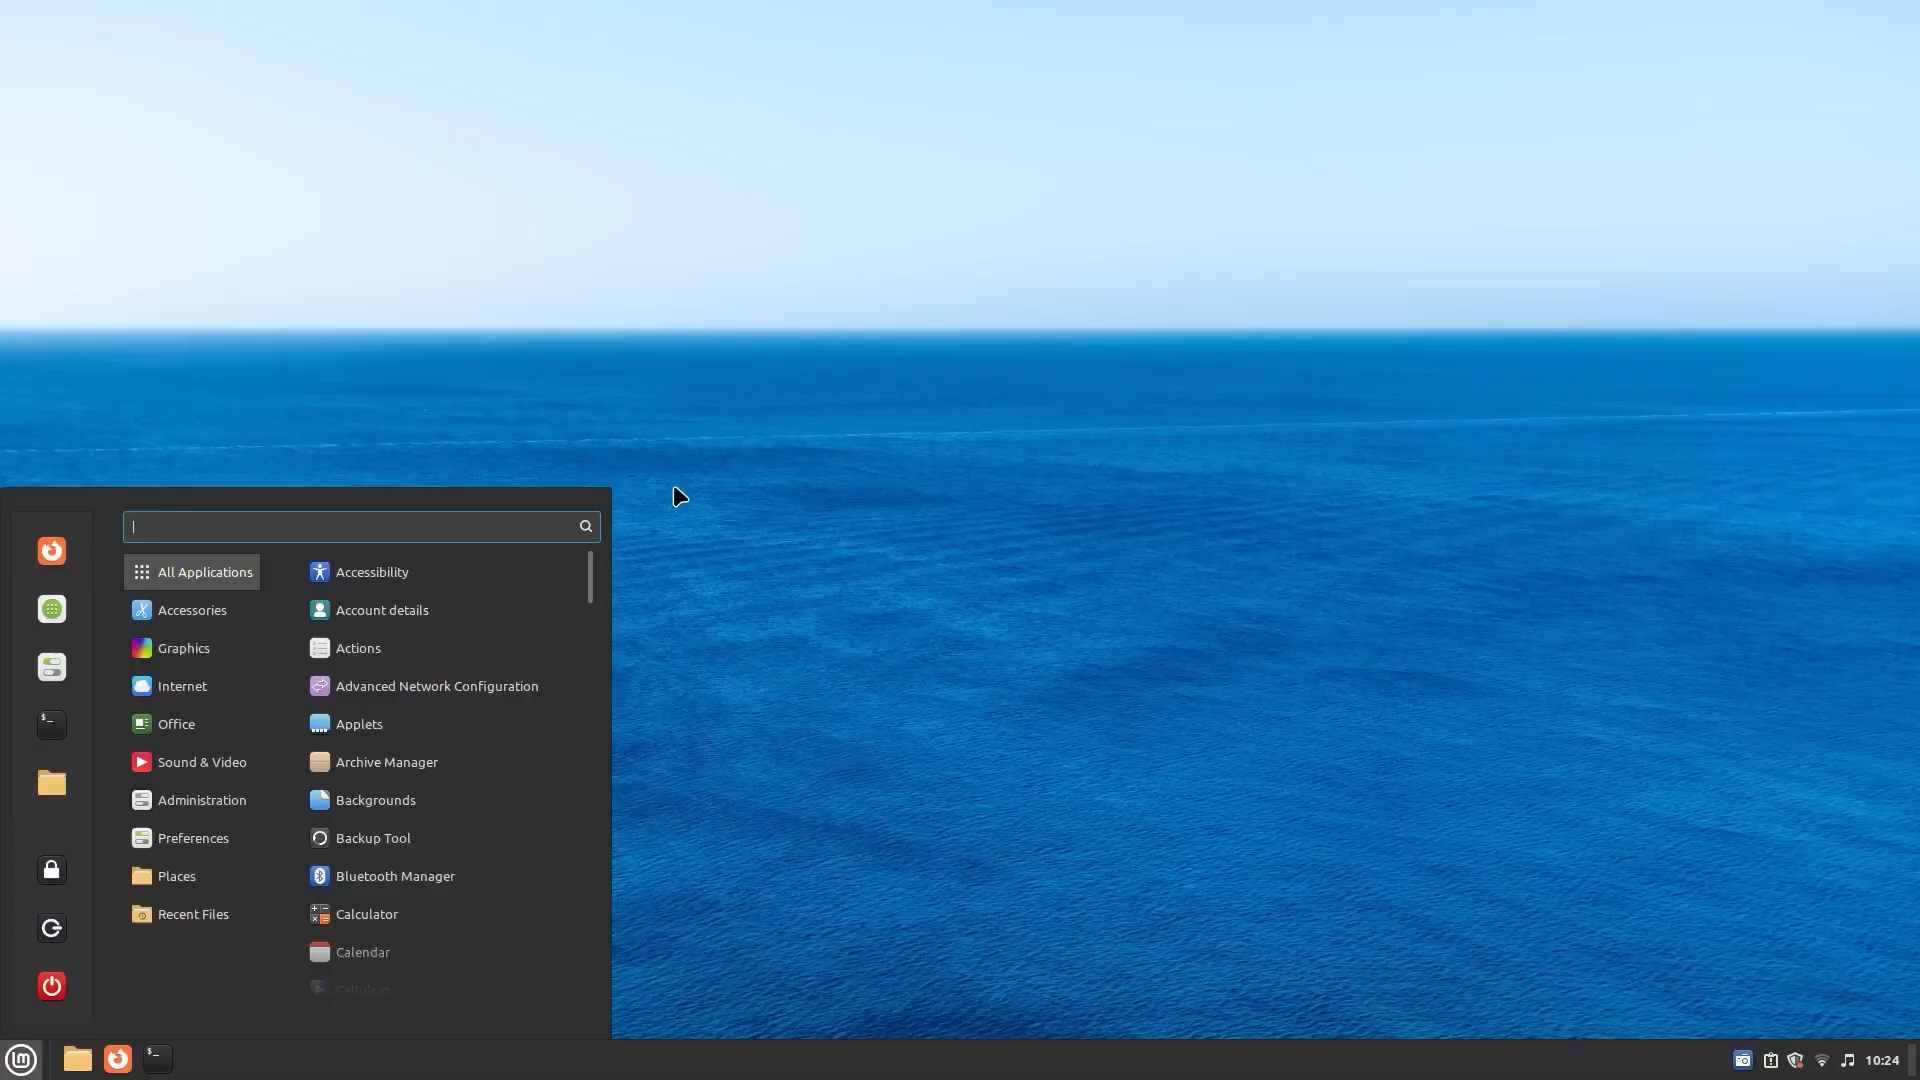 All Applications
Accessories
Graphics
Internet
Office
Sound & Video
Administration
Preferences
Places
Recent Files
Accessibility
Account details
Actions
Advanced Network Configuration
Applets
Archive Manager
Backgrounds
Backup Tool
Bluetooth Manager
Calculator
Calendar
Celluloid
$_
$_
10:24